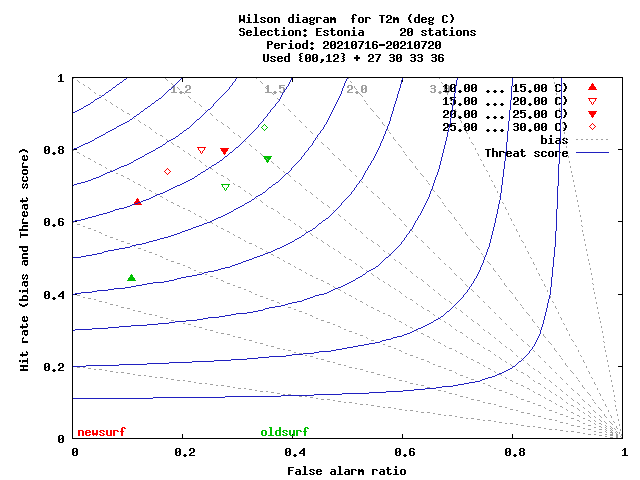 Wilson diagram  for T2m (deg C)
Selection: Estonia     20 stations
Period: 20210716-20210720
Used {00,12} + 27 30 33 36
Hit rate (bias and Threat score)
1
0.8
0.6
0.4
0.2
0
1.2
1.5
2.0
10.00 ... 15.00 C)
15.00 ... 20.00 C)
20.00 ... 25.00 C)
25.00 ... 30.00 C)
bias
Threat score
newsurf
oldsurf
0
0.2
0.4
0.6
0.8
1
False alarm ratio